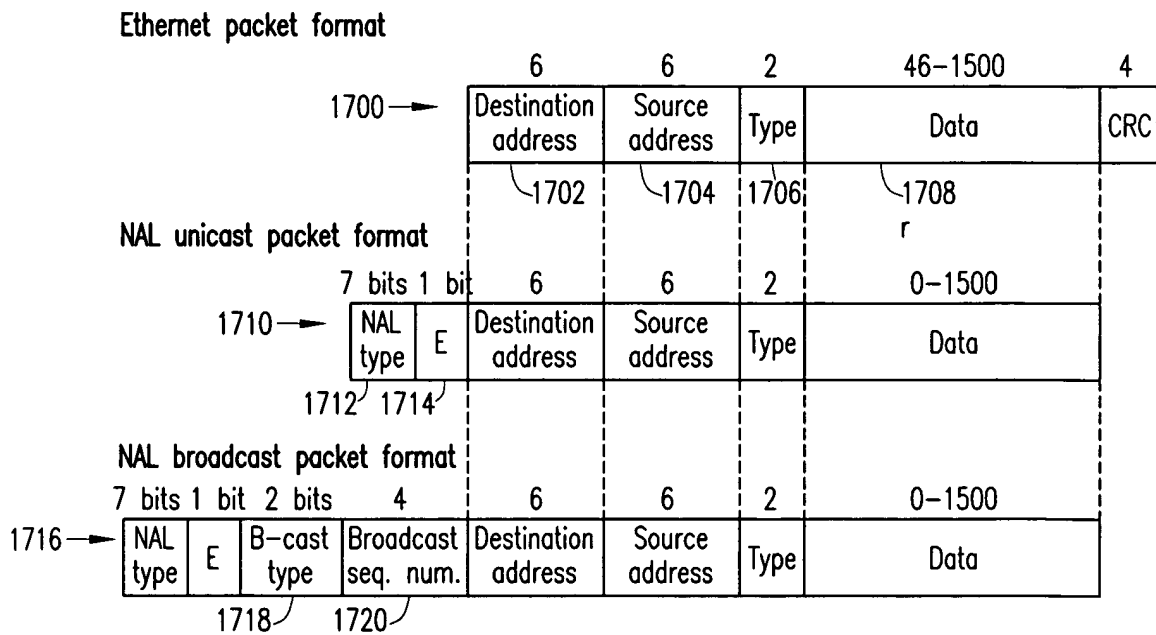 Ethernet packet format
6 6 2 46-1500 4
1700
Destination address
Source address
Type
Data
CRC
1702 1704 1706 1708
r
NAL unicast packet format
7 bits 1 bit 6 6 2 0-1500
1710
NAL type
E
Destination address
Source address
Type
Data
1712 1714
NAL broadcast packet format
7 bits 1 bit 2 bits 4 6 6 2 0-1500
1716
NAL type
E
B-cast type
Broadcast seq. num.
Destination address
Source address
Type
Data
1718 1720